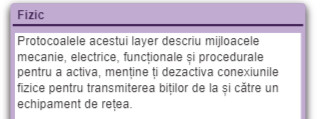 Fizic
Protocoalele acestui layer descriu mijloacele
mecanie, electrice, funcționale și procedurale
pentru a activa, menține ți dezactiva conexiunile
fizice pentru transmiterea biților de la și către un
echipament de rețea.